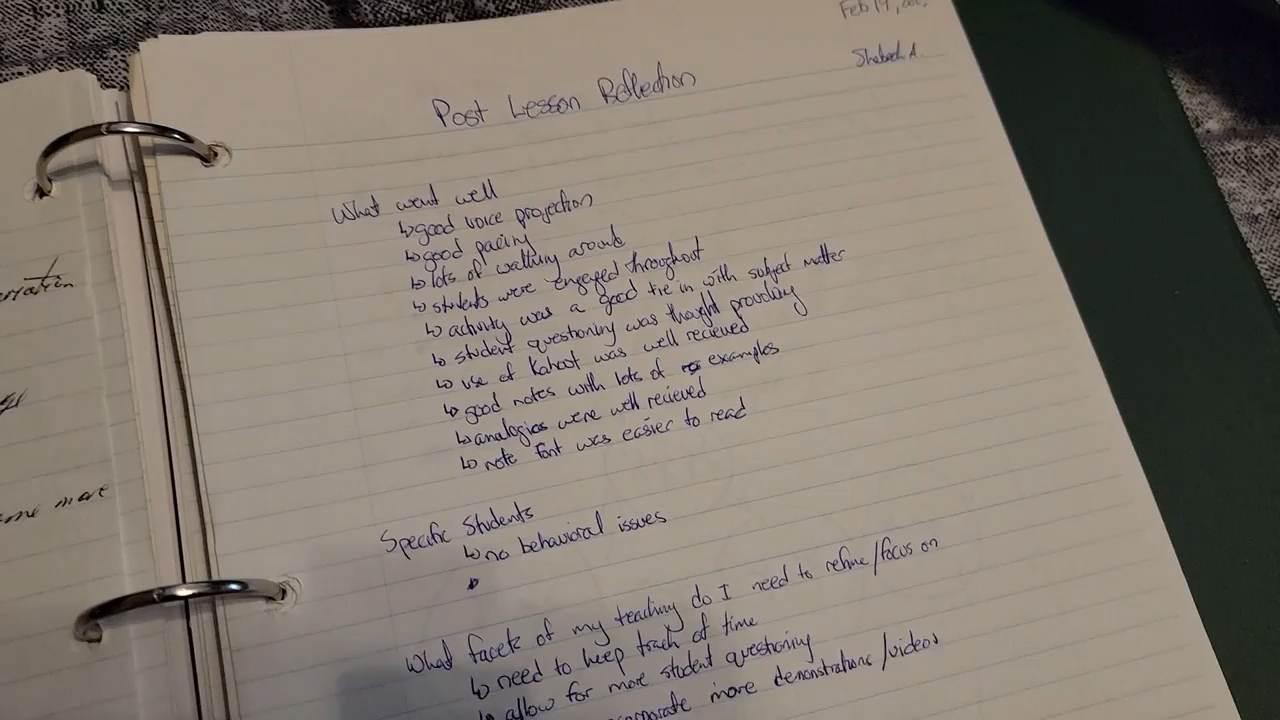 Feb 14,
Shabach A.
Post Lesson Reflection
What went well
↳ good voice projection
↳ good pacing
↳ lots of walking around
↳ students were engaged throughout
↳ activity was a good tie in with subject matter
↳ student questioning was thought provoking
↳ use of Kahoot was well recieved
↳ good notes with lots of examples
↳ analogies were well recieved
↳ note font was easier to read
Specific Students
↳ no behavioral issues
What facets of my teaching do I need to refine/focus on
↳ need to keep track of time
↳ allow for more student questioning
more demonstrations/videos
more